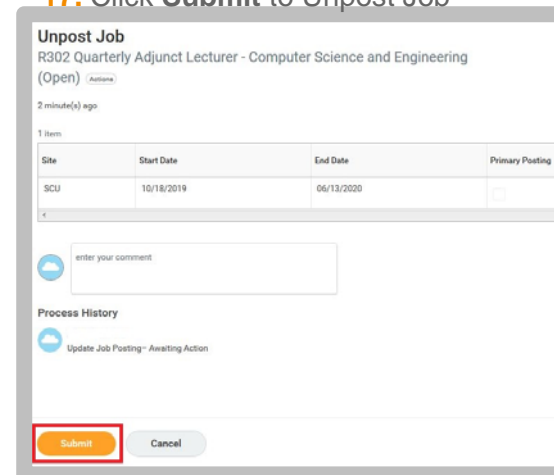 17. Click Submit to Unpost Job
Unpost Job
R302 Quarterly Adjunct Lecturer - Computer Science and Engineering
(Open) Actions
2 minute(s) ago
1 item
Site Start Date End Date Primary Posting
SCU 10/18/2019 06/13/2020
enter your comment
Process History
Update Job Posting– Awaiting Action
Submit Cancel